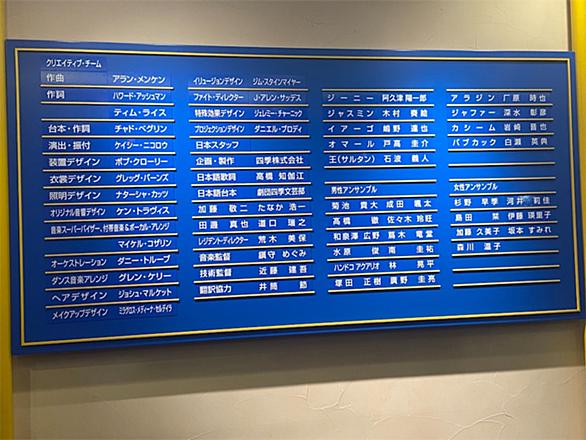 クリエイティブ・チーム
作曲 アラン・メンケン
作詞 ハワード・アッシュマン
ティム・ライス
台本・作詞 チャド・ベグリン
演出・振付 ケイシー・ニコロウ
装置デザイン ボブ・クローリー
衣裳デザイン グレッグ・バーンズ
照明デザイン ナターシャ・カッツ
オリジナル音響デザイン ケン・トラヴィス
音楽スーパーバイザー、付帯音楽&ボーカル・アレンジ
マイケル・コザリン
オーケストレーション ダニー・トループ
ダンス音楽アレンジ グレン・ケリー
ヘアデザイン ジョシュ・マルケット
メイクアップデザイン ミラグロス・メディーナ・セルデイラ
イリュージョンデザイン ジム・スタインマイヤー
ファイト・ディレクター J・アレン・サッデス
特殊効果デザイン ジェレミー・チャーニック
プロジェクションデザイン ダニエル・ブロディ
日本スタッフ
企画・製作 四季株式会社
日本語歌詞 高橋 知伽江
日本語台本 劇団四季文芸部
加藤 敬二 たなか 浩一
田邊 真也 道口 瑞之
レジデント・ディレクター 荒木 美保
音楽監督 鎮守 めぐみ
技術監督 近藤 建吾
翻訳協力 井筒 節
ジーニー 阿久津 陽一郎
ジャスミン 木村 奏絵
イアーゴ 嶋野 達也
オマール 戸高 圭介
王(サルタン) 石波 義人
男性アンサンブル
菊池 貴大 成田 颯太
高橋 徹 佐々木 玲旺
和泉澤 広野 蔦木 竜堂
水原 俊 南 圭祐
ハンドコ アクアリオ 林 晃平
塚田 正樹 廣野 圭亮
アラジン 厂原 時也
ジャファー 深水 彰彦
カシーム 岩崎 晋也
バブカック 白瀬 英典
女性アンサンブル
杉野 早季 河井 莉佳
島田 栞 伊藤 瑛里子
加藤 久美子 坂本 すみれ
森川 温子